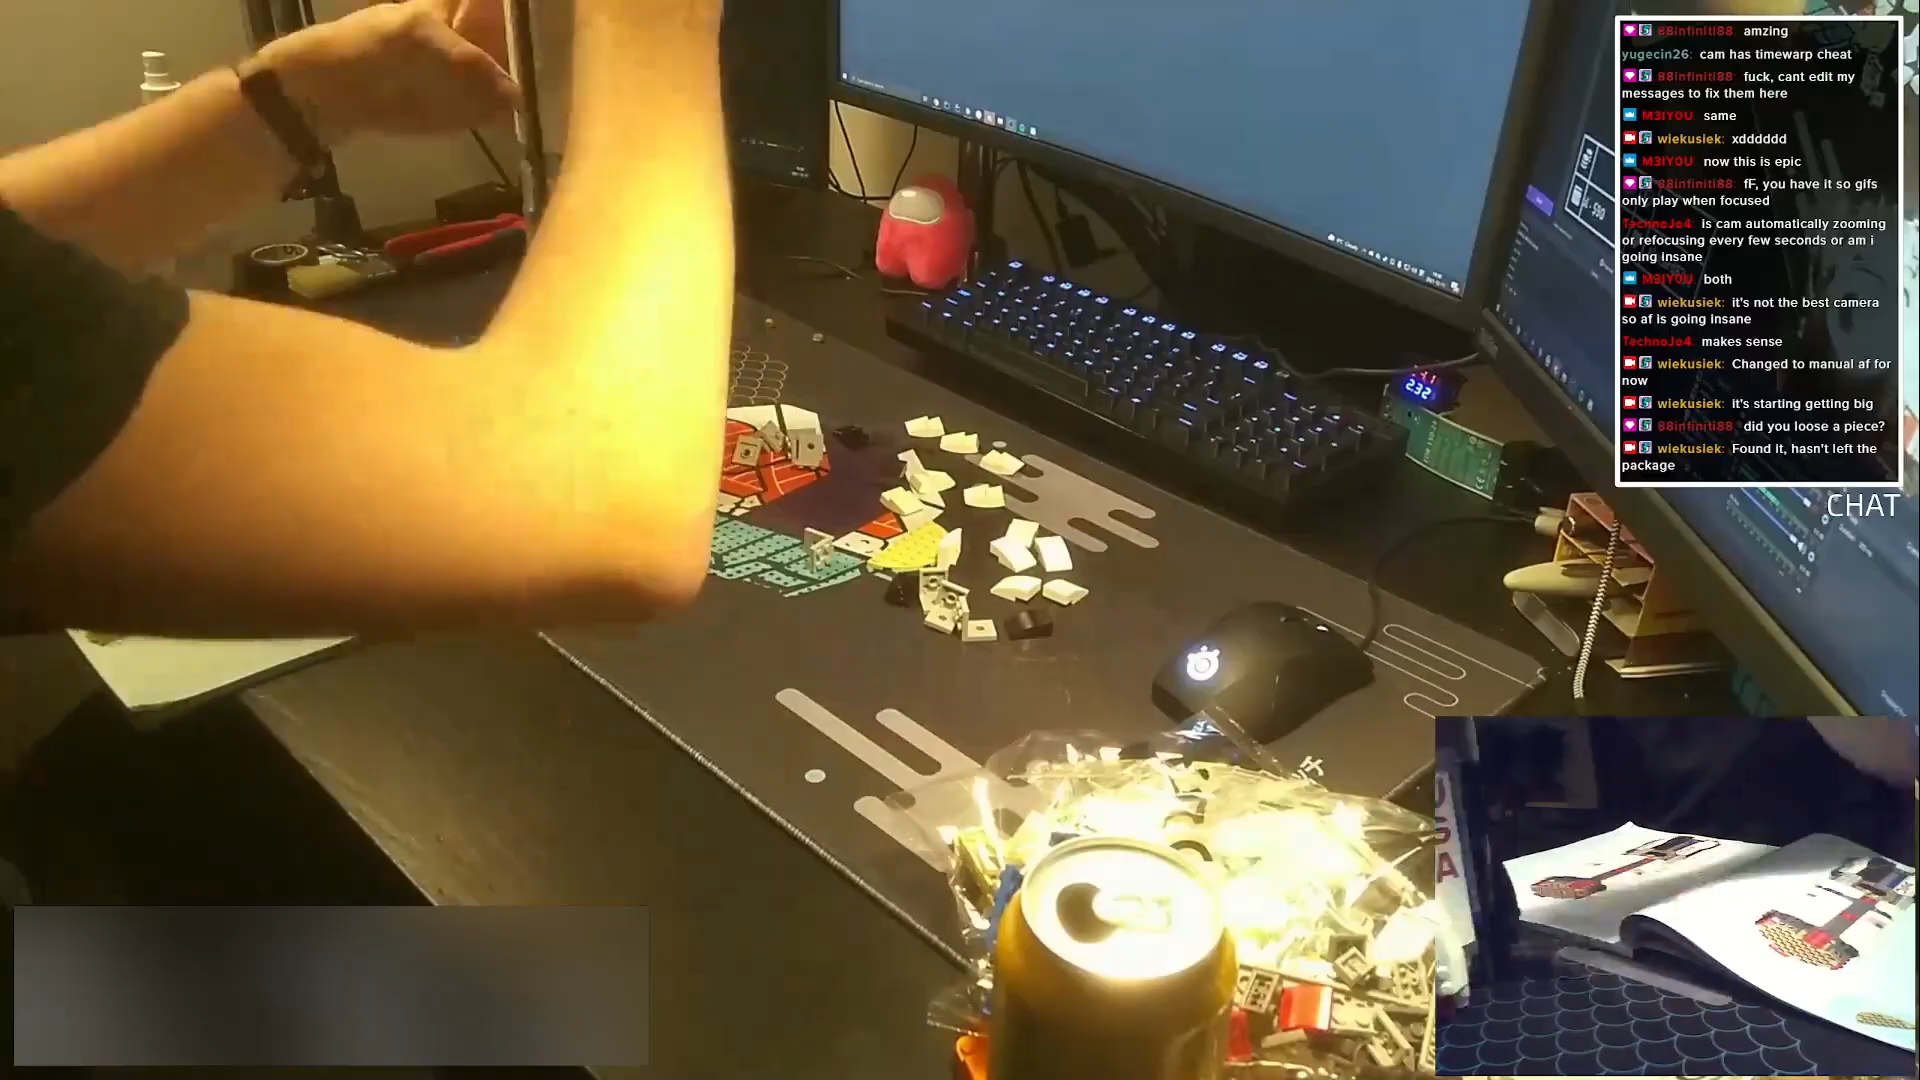 88infiniti88 amzing
yugecin26: cam has timewarp cheat
88infiniti88 fuck, cant edit my
messages to fix them here
M3IY0U same
wiekusiek: xdddddd
M3IY0U now this is epic
88infiniti88 fF, you have it so gifs
only play when focused
TechnoJo4 is cam automatically zooming
or refocusing every few seconds or am i
going insane
M3IY0U both
wiekusiek: it's not the best camera
so af is going insane
TechnoJo4 makes sense
wiekusiek: Changed to manual af for
now
wiekusiek: it's starting getting big
88infiniti88 did you loose a piece?
wiekusiek: Found it, hasn't left the
package
CHAT
232